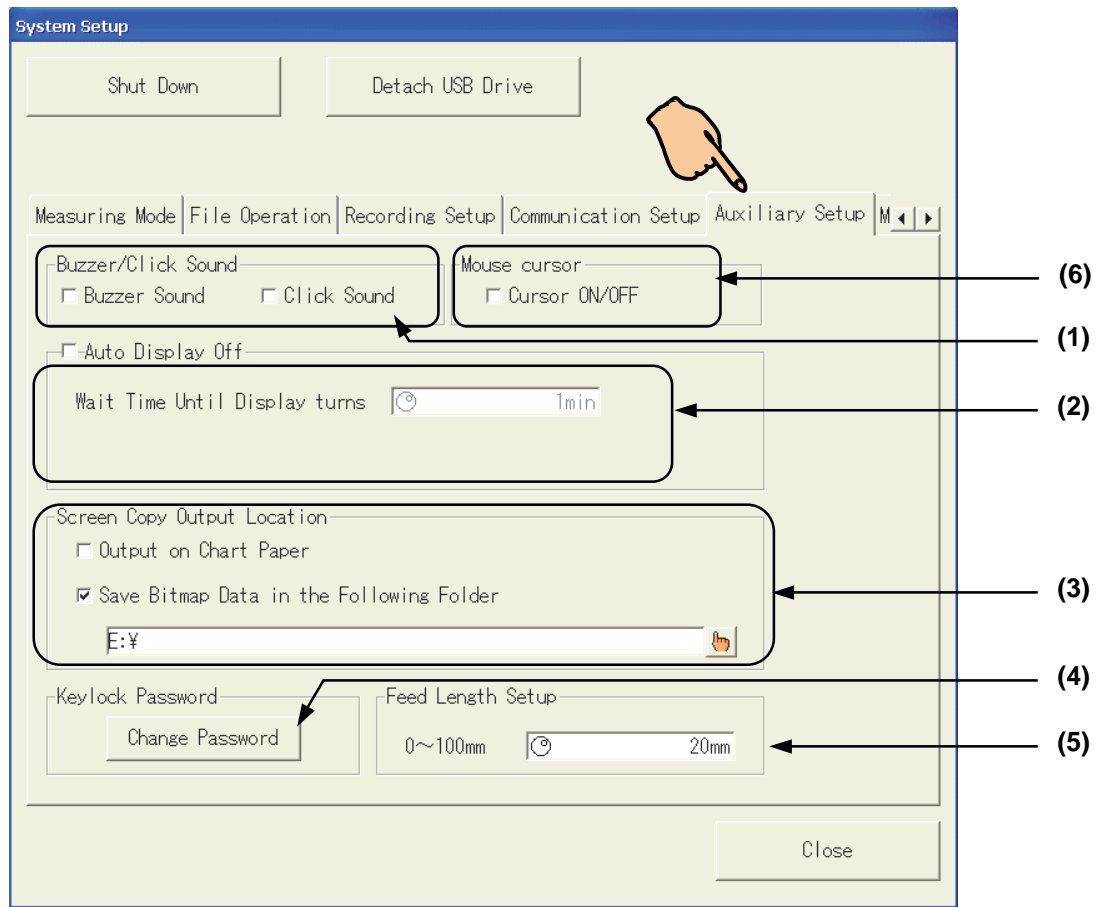 System Setup
Shut Down Detach USB Drive
Measuring Mode File Operation Recording Setup Communication Setup Auxiliary Setup M
Buzzer/Click Sound Mouse cursor
Buzzer Sound Click Sound Cursor ON/OFF
(6)
(1)
Auto Display Off
Wait Time Until Display turns 1min
(2)
Screen Copy Output Location
Output on Chart Paper
Save Bitmap Data in the Following Folder
(3)
E:¥
(4)
Keylock Password Feed Length Setup
Change Password 0～100mm 20mm
(5)
Close